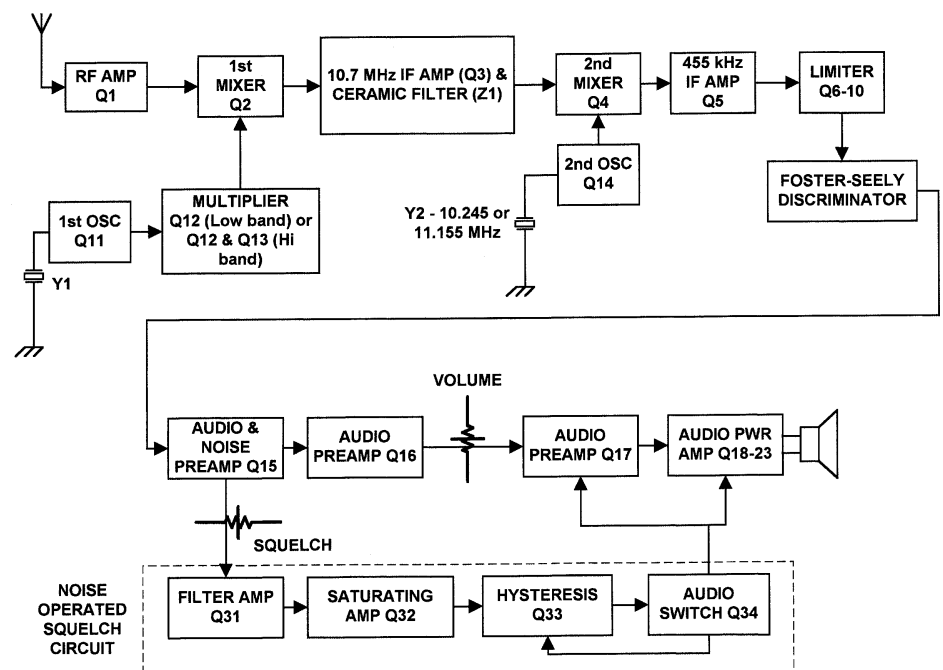 RF AMP
Q1
1st
MIXER
Q2
10.7 MHz IF AMP (Q3) &
CERAMIC FILTER (Z1)
2nd
MIXER
Q4
455 kHz
IF AMP
Q5
LIMITER
Q6-10
1st OSC
Q11
Y1
MULTIPLIER
Q12 (Low band) or
Q12 & Q13 (Hi
band)
2nd OSC
Q14
Y2 - 10.245 or
11.155 MHz
FOSTER-SEELY
DISCRIMINATOR
AUDIO &
NOISE
PREAMP Q15
AUDIO
PREAMP Q16
VOLUME
AUDIO
PREAMP Q17
AUDIO PWR
AMP Q18-23
SQUELCH
NOISE
OPERATED
SQUELCH
CIRCUIT
FILTER AMP
Q31
SATURATING
AMP Q32
HYSTERESIS
Q33
AUDIO
SWITCH Q34